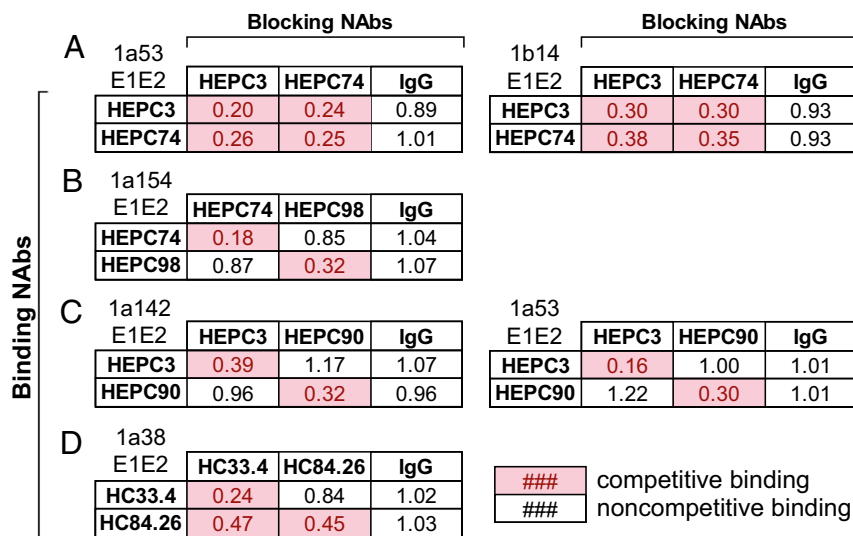 Blocking NAbs
Blocking NAbs
Binding NAbs
A
1a53
E1E2 HEPC3 HEPC74 IgG
HEPC3 0.20 0.24 0.89
HEPC74 0.26 0.25 1.01
1b14
E1E2 HEPC3 HEPC74 IgG
HEPC3 0.30 0.30 0.93
HEPC74 0.38 0.35 0.93
B
1a154
E1E2 HEPC74 HEPC98 IgG
HEPC74 0.18 0.85 1.04
HEPC98 0.87 0.32 1.07
C
1a142
E1E2 HEPC3 HEPC90 IgG
HEPC3 0.39 1.17 1.07
HEPC90 0.96 0.32 0.96
1a53
E1E2 HEPC3 HEPC90 IgG
HEPC3 0.16 1.00 1.01
HEPC90 1.22 0.30 1.01
D
1a38
E1E2 HC33.4 HC84.26 IgG
HC33.4 0.24 0.84 1.02
HC84.26 0.47 0.45 1.03
### competitive binding
### noncompetitive binding